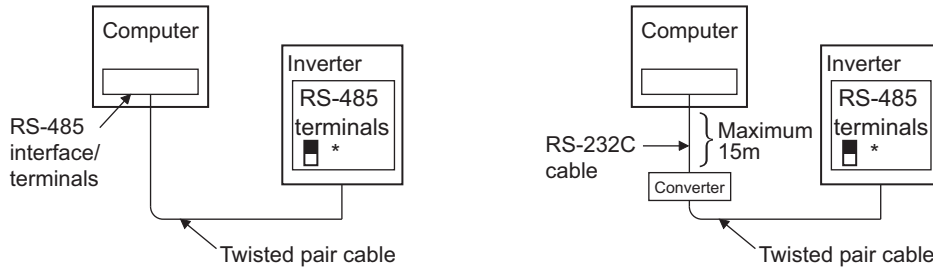 Computer
Inverter
RS-485
terminals
*
RS-485
interface/
terminals
Twisted pair cable
Computer
Inverter
RS-485
terminals
*
Maximum
15m
RS-232C
cable
Converter
Twisted pair cable